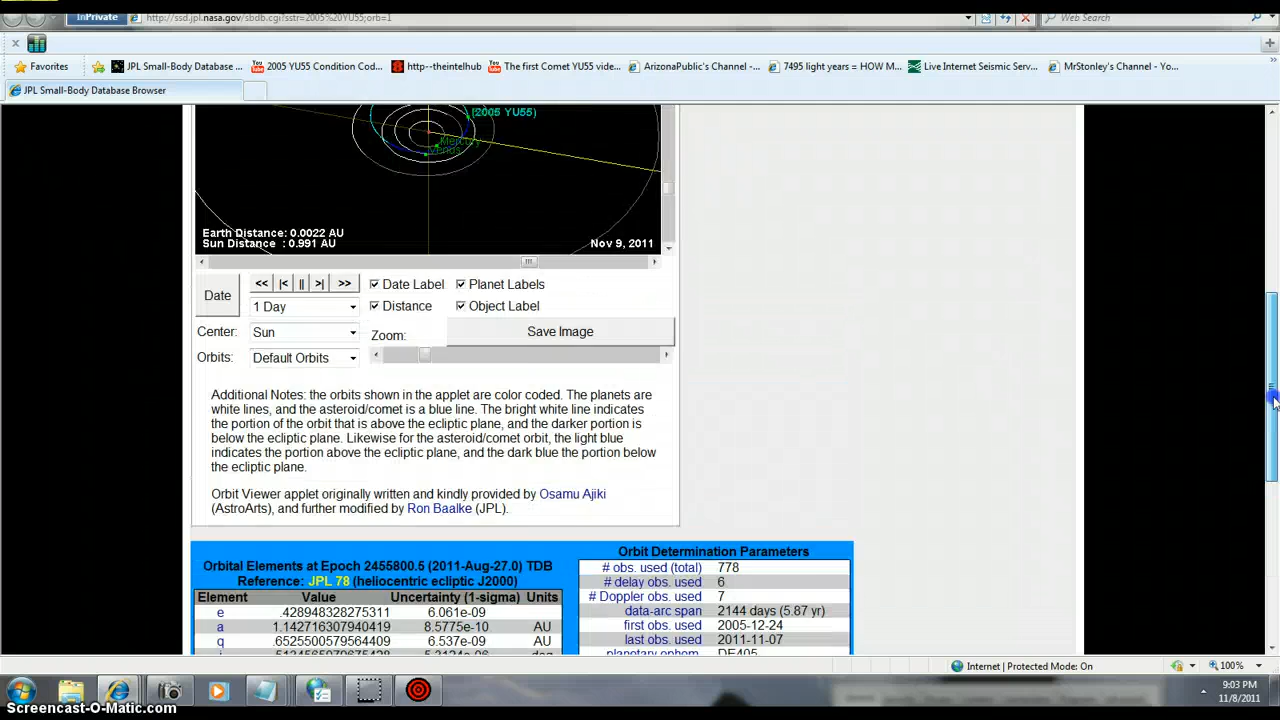 InPrivate http://ssd.jpl.nasa.gov/sbdb.cgi?sstr=2005%20YU55;orb=1 Web Search
Favorites JPL Small-Body Database ... 2005 YU55 Condition Cod... http--theintelhub The first Comet YU55 vide... ArizonaPublic's Channel -... 7495 light years = HOW M... Live Internet Seismic Serv... MrStonley's Channel - Yo...
JPL Small-Body Database Browser
(2005 YU55)
Mercury
Venus
Earth Distance: 0.0022 AU
Sun Distance : 0.991 AU Nov 9, 2011
Date << |< || >| >> Date Label Planet Labels
1 Day Distance Object Label
Center: Sun Zoom: Save Image
Orbits: Default Orbits
Additional Notes: the orbits shown in the applet are color coded. The planets are
white lines, and the asteroid/comet is a blue line. The bright white line indicates
the portion of the orbit that is above the ecliptic plane, and the darker portion is
below the ecliptic plane. Likewise for the asteroid/comet orbit, the light blue
indicates the portion above the ecliptic plane, and the dark blue the portion below
the ecliptic plane.
Orbit Viewer applet originally written and kindly provided by Osamu Ajiki
(AstroArts), and further modified by Ron Baalke (JPL).
Orbital Elements at Epoch 2455800.5 (2011-Aug-27.0) TDB
Reference: JPL 78 (heliocentric ecliptic J2000)
Element Value Uncertainty (1-sigma) Units
e .428948328275311 6.061e-09
a 1.142716307940419 8.5775e-10 AU
q .6525500579564409 6.537e-09 AU
Orbit Determination Parameters
# obs. used (total) 778
# delay obs. used 6
# Doppler obs. used 7
data-arc span 2144 days (5.87 yr)
first obs. used 2005-12-24
last obs. used 2011-11-07
planetary ephem. DE405
Internet | Protected Mode: On 100%
9:03 PM
11/8/2011
Screencast-O-Matic.com